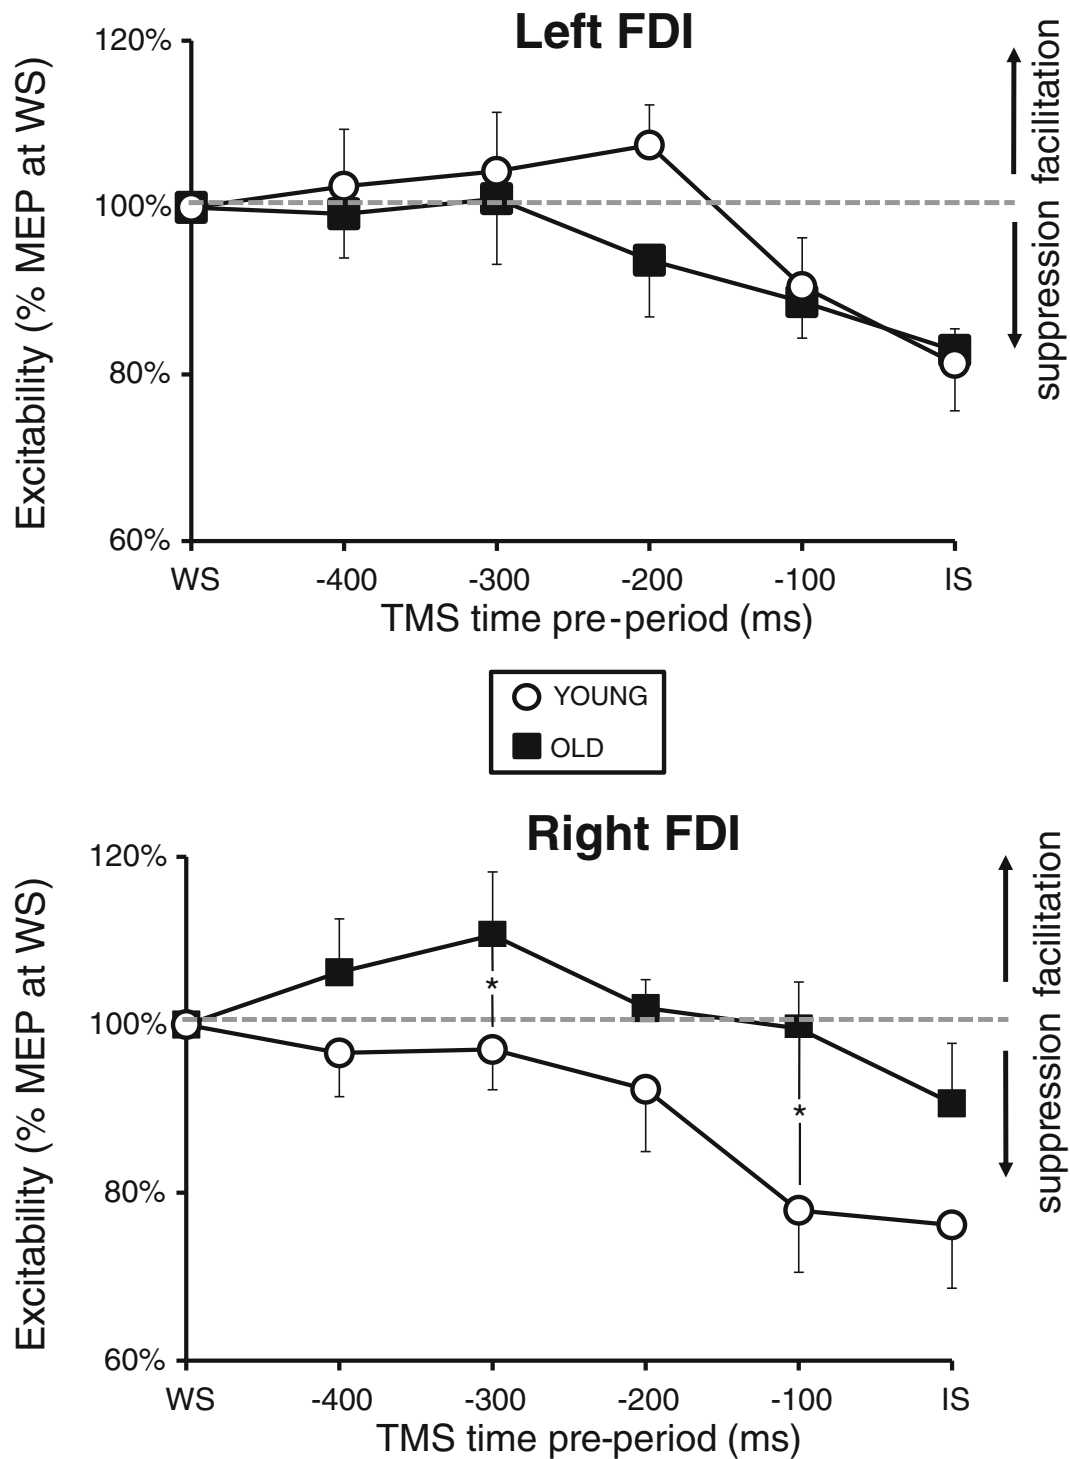 Left FDI
120%
100%
80%
60%
Excitability (% MEP at WS)
facilitation
suppression
WS -400 -300 -200 -100 IS
TMS time pre-period (ms)
YOUNG
OLD
Right FDI
120%
100%
80%
60%
Excitability (% MEP at WS)
*
*
facilitation
suppression
WS -400 -300 -200 -100 IS
TMS time pre-period (ms)